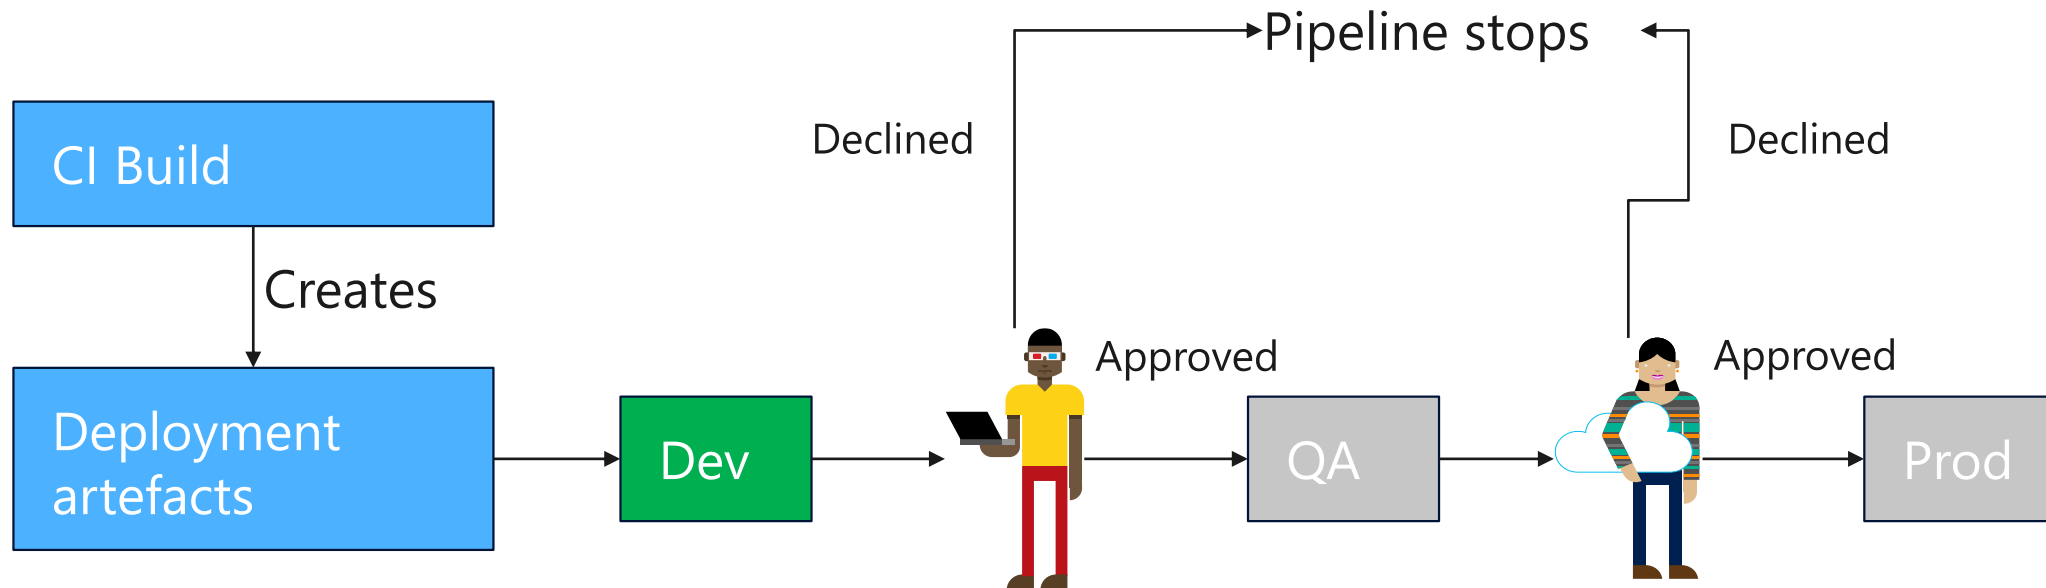 Pipeline stops
Declined
Declined
CI Build
Creates
Approved
Approved
Deployment
artefacts
Dev
QA
Prod